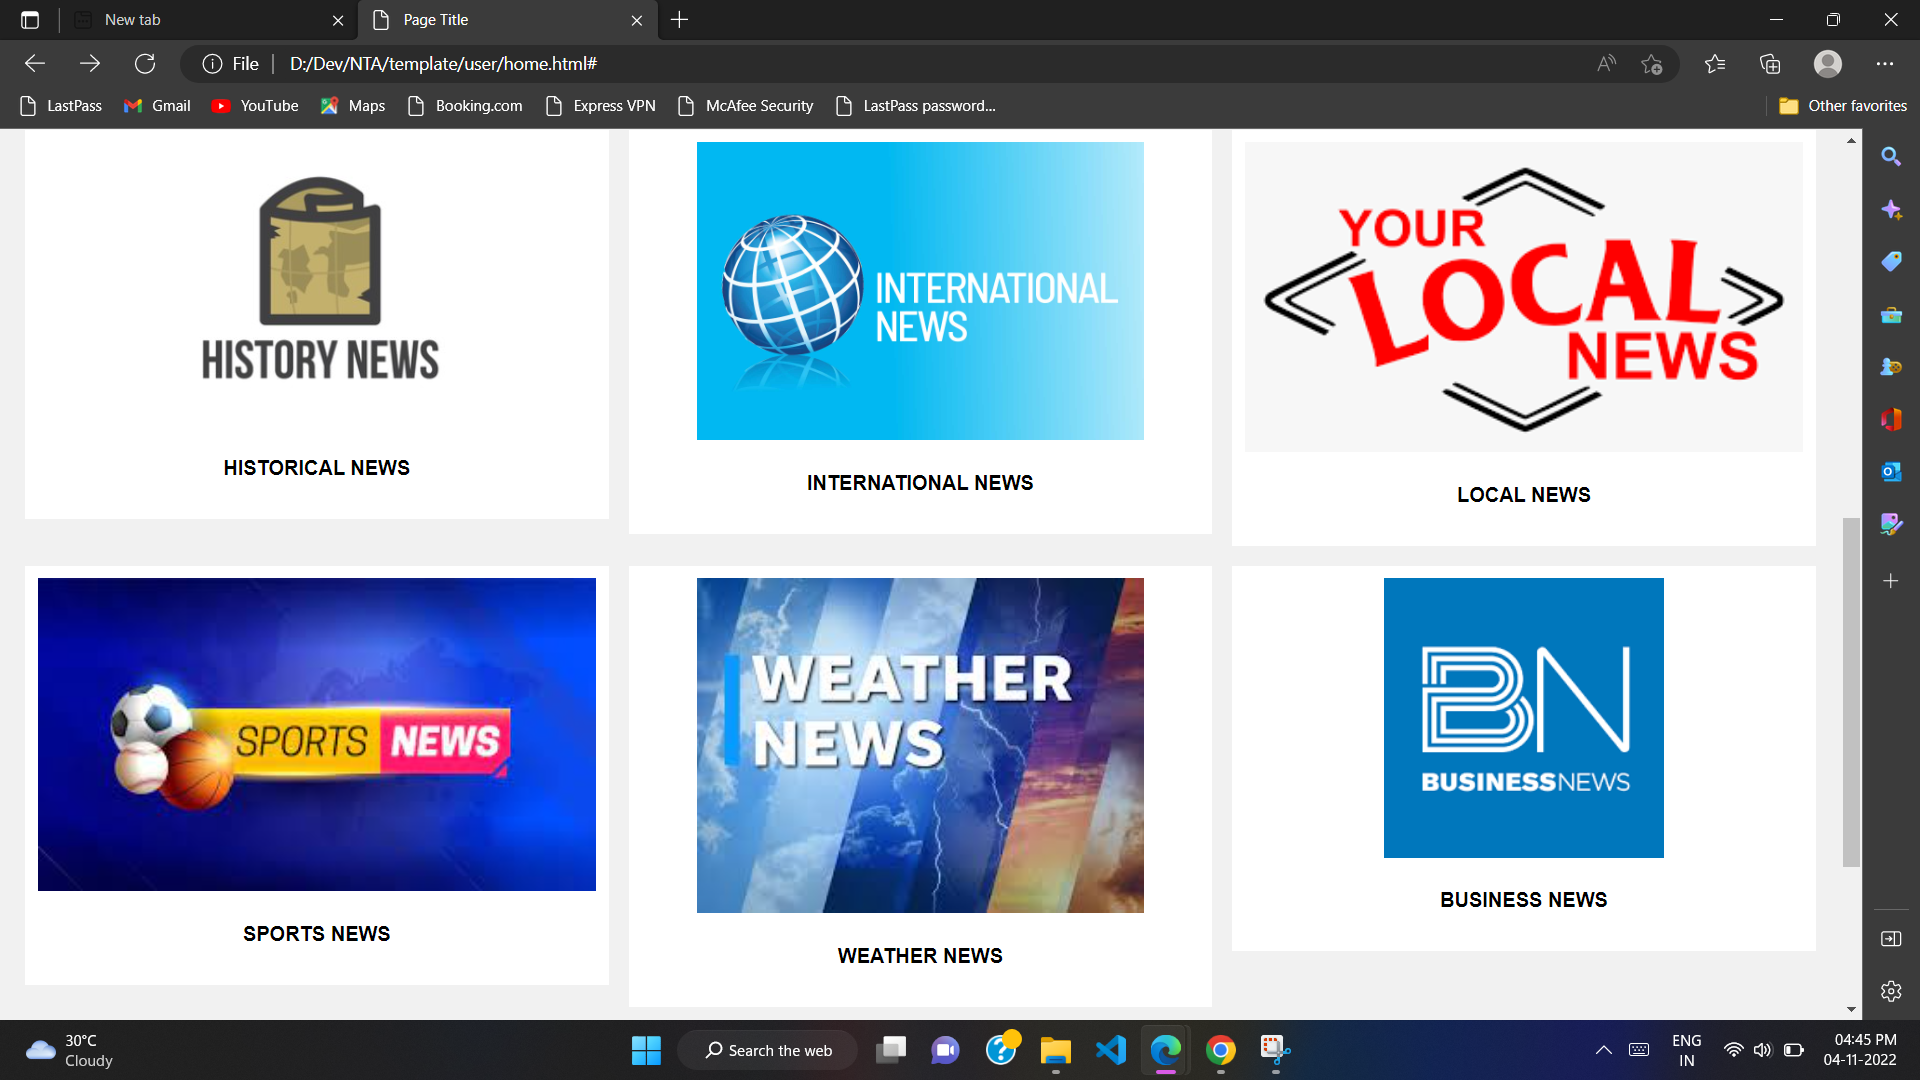 New tab
Page Title
File
D:/Dev/NTA/template/user/home.html#
LastPass
Gmail
YouTube
Maps
Booking.com
Express VPN
McAfee Security
LastPass password...
Other favorites
HISTORY NEWS
HISTORICAL NEWS
INTERNATIONAL
NEWS
INTERNATIONAL NEWS
YOUR
LOCAL
NEWS
LOCAL NEWS
SPORTS NEWS
SPORTS NEWS
WEATHER
NEWS
WEATHER NEWS
BN
BUSINESSNEWS
BUSINESS NEWS
30°C
Cloudy
Search the web
ENG
IN
04:45 PM
04-11-2022